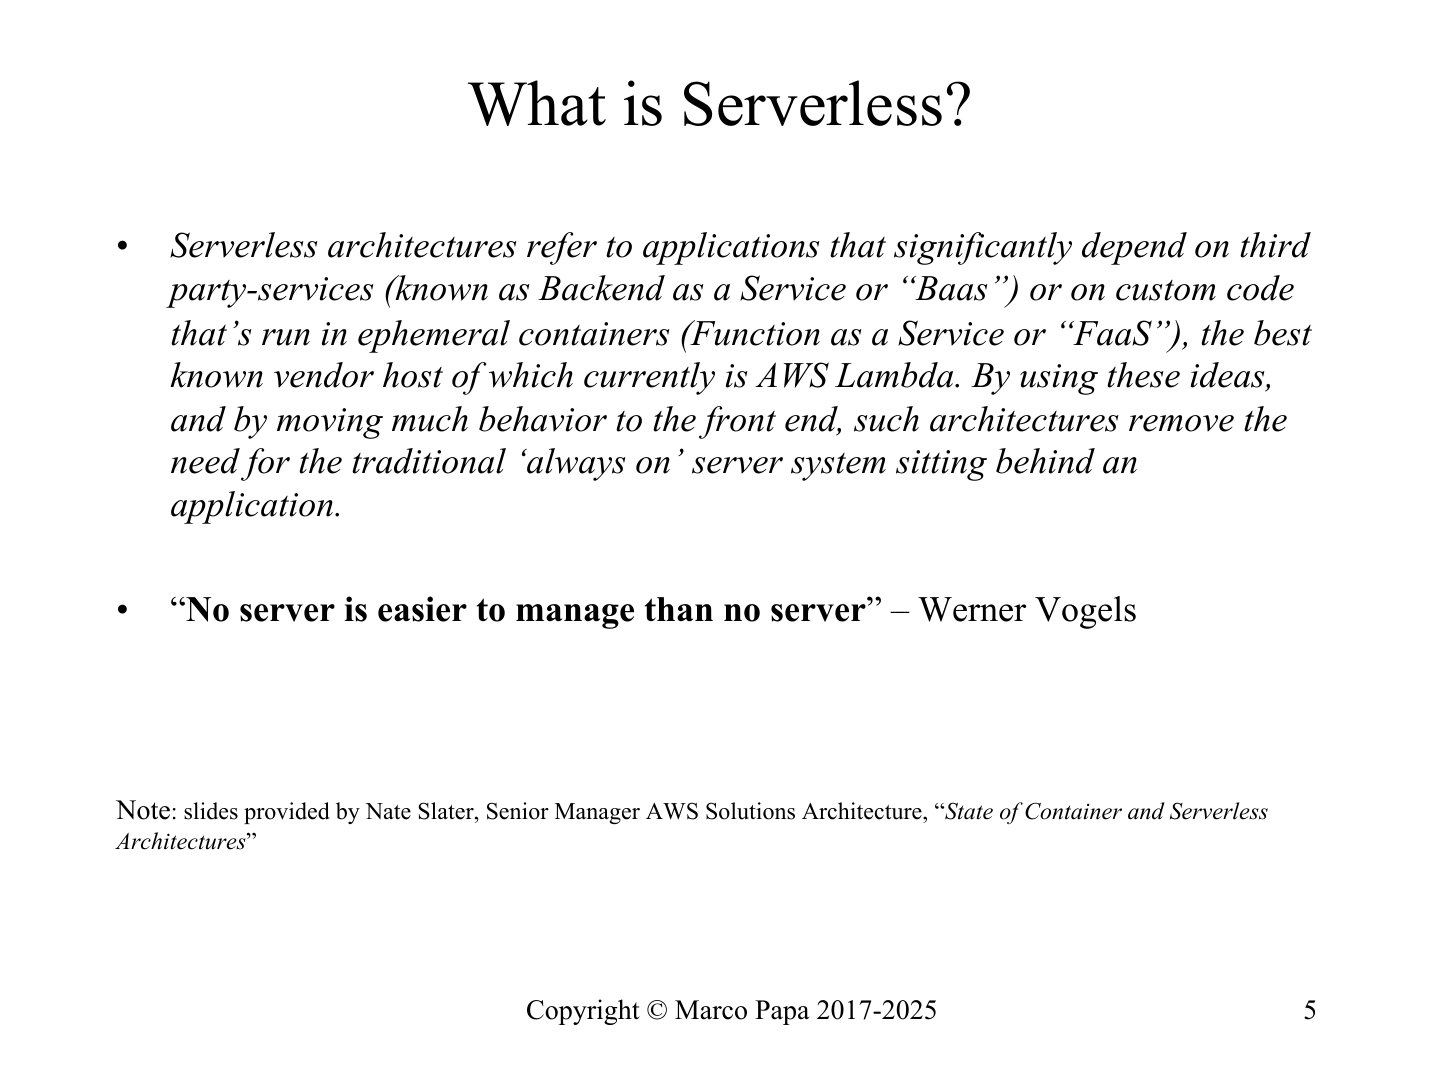 What is Serverless?
• Serverless architectures refer to applications that significantly depend on third
party-services (known as Backend as a Service or “Baas”) or on custom code
that’s run in ephemeral containers (Function as a Service or “FaaS”), the best
known vendor host of which currently is AWS Lambda. By using these ideas,
and by moving much behavior to the front end, such architectures remove the
need for the traditional ‘always on’ server system sitting behind an
application.
• “No server is easier to manage than no server” – Werner Vogels
Note: slides provided by Nate Slater, Senior Manager AWS Solutions Architecture, “State of Container and Serverless
Architectures”
Copyright © Marco Papa 2017-2025 5